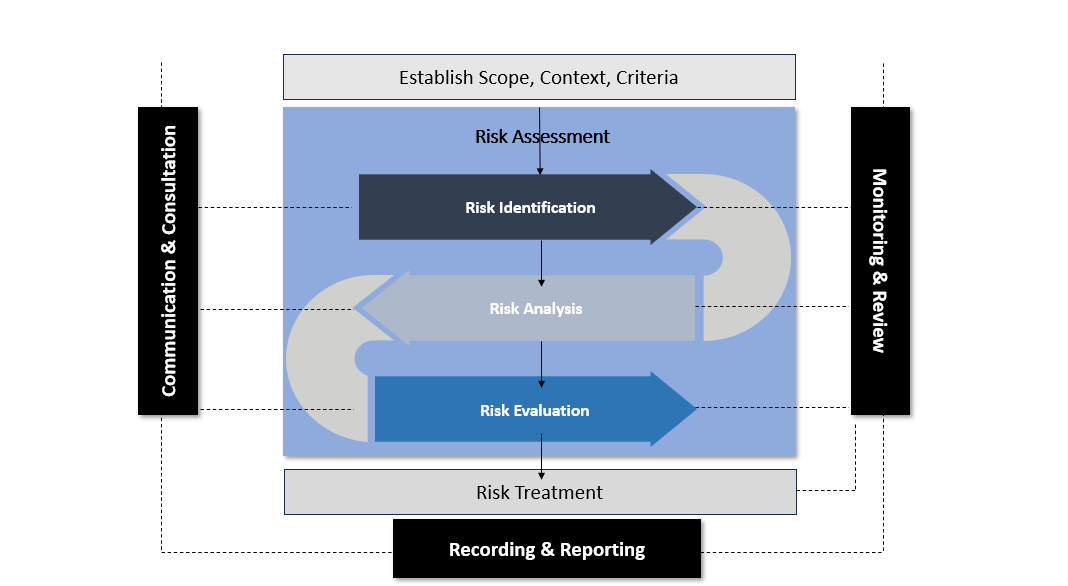 Establish Scope, Context, Criteria
Risk Assessment
Communication & Consultation
Risk Identification
Risk Analysis
Risk Evaluation
Monitoring & Review
Risk Treatment
Recording & Reporting